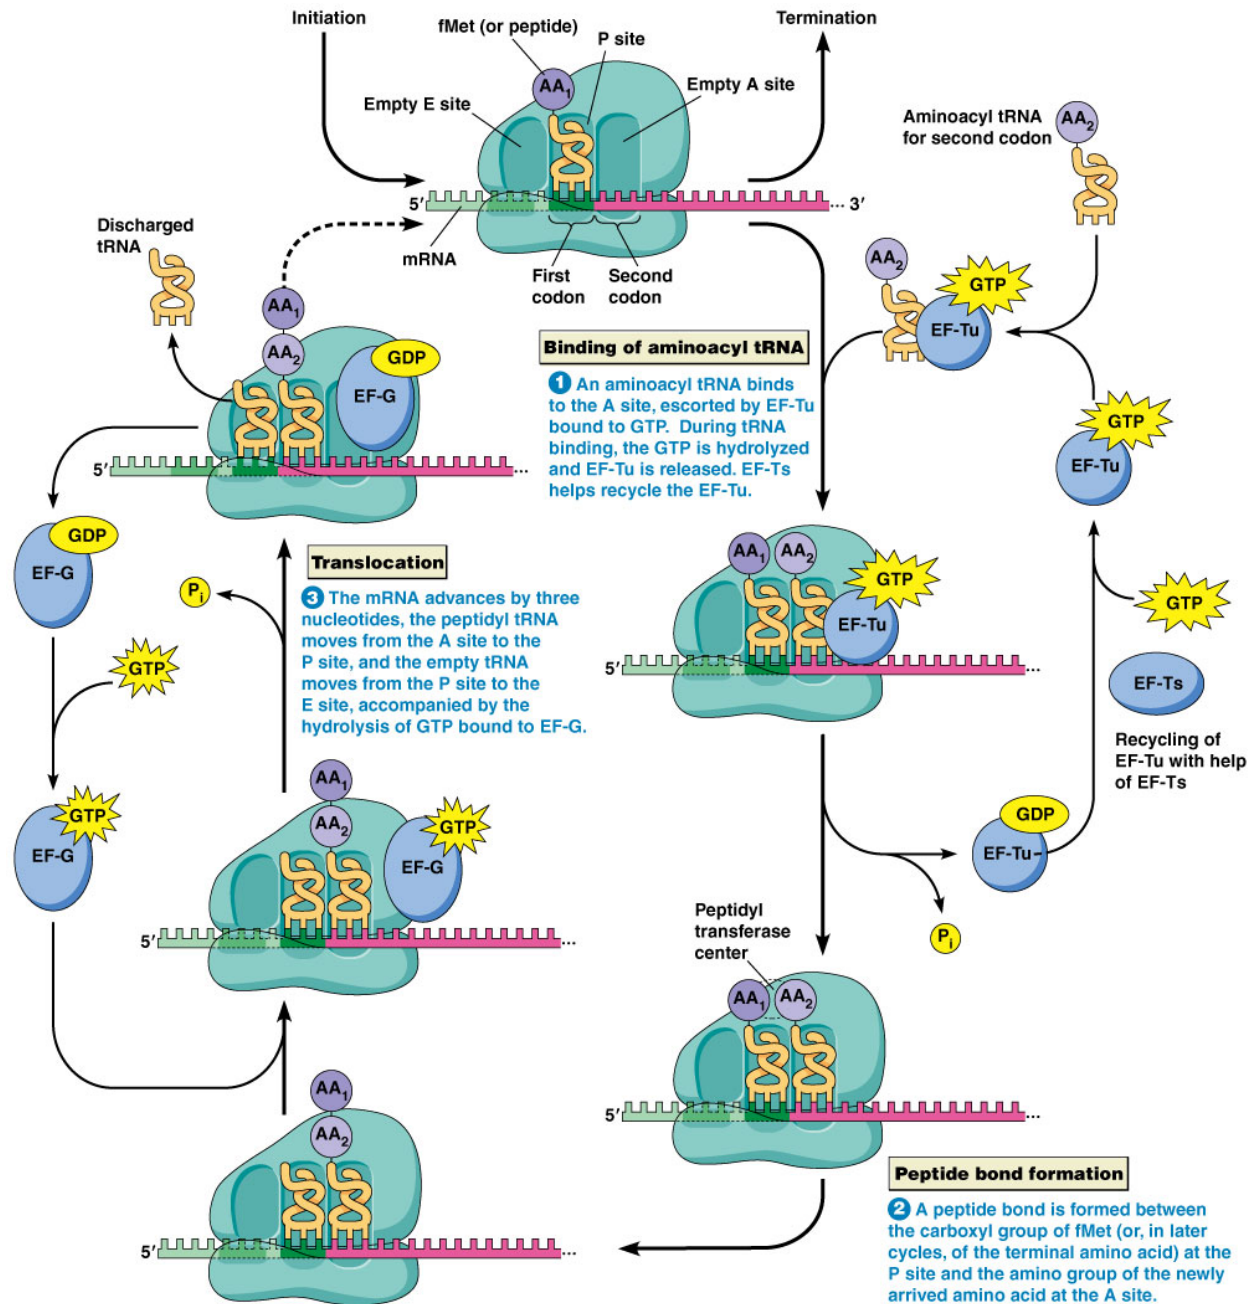 Initiation
Termination
fMet (or peptide)
P site
AA1
Empty E site
Empty A site
Aminoacyl tRNA
for second codon
AA2
5′
... 3′
mRNA
First
codon
Second
codon
Discharged
tRNA
AA1
AA2
GDP
EF-G
5′
...
AA2
GTP
EF-Tu
Binding of aminoacyl tRNA
1 An aminoacyl tRNA binds
to the A site, escorted by EF-Tu
bound to GTP. During tRNA
binding, the GTP is hydrolyzed
and EF-Tu is released. EF-Ts
helps recycle the EF-Tu.
GTP
EF-Tu
GDP
EF-G
Pi
GTP
Translocation
3 The mRNA advances by three
nucleotides, the peptidyl tRNA
moves from the A site to the
P site, and the empty tRNA
moves from the P site to the
E site, accompanied by the
hydrolysis of GTP bound to EF-G.
AA1
AA2
GTP
EF-Tu
5′
...
GTP
EF-Ts
Recycling of
EF-Tu with help
of EF-Ts
GTP
EF-G
AA1
AA2
GTP
EF-G
5′
...
GDP
EF-Tu
Pi
Peptidyl
transferase
center
AA1
AA2
5′
...
AA1
AA2
5′
...
Peptide bond formation
2 A peptide bond is formed between
the carboxyl group of fMet (or, in later
cycles, of the terminal amino acid) at the
P site and the amino group of the newly
arrived amino acid at the A site.